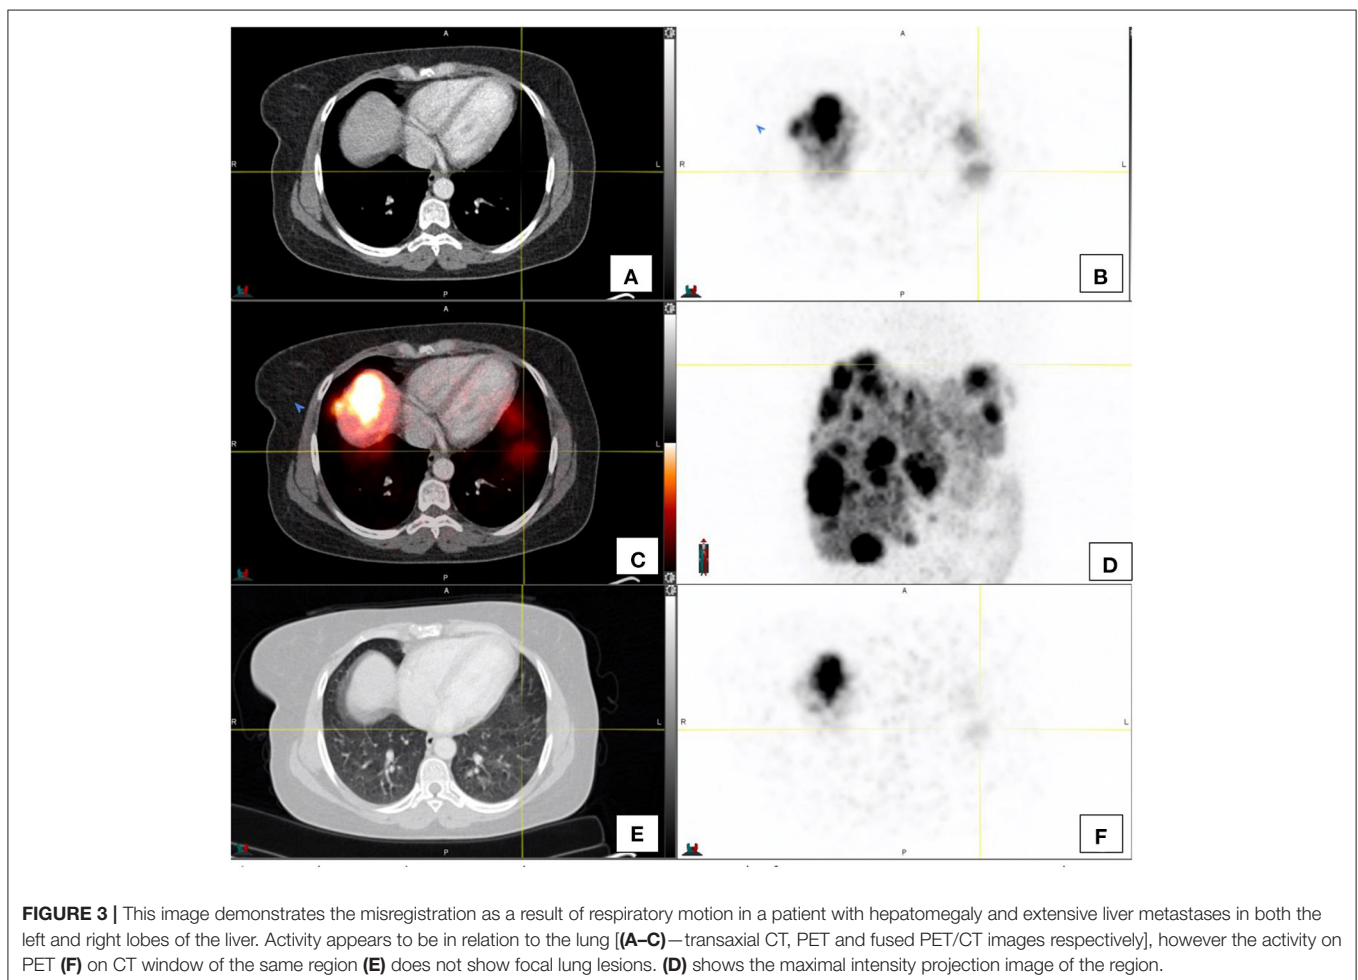 A
A
R
L
R
L
A
B
P
P
A
R
L
C
D
P
A
A
R
L
R
L
E
F
P
P
FIGURE 3 | This image demonstrates the misregistration as a result of respiratory motion in a patient with hepatomegaly and extensive liver metastases in both the
left and right lobes of the liver. Activity appears to be in relation to the lung [(A–C)—transaxial CT, PET and fused PET/CT images respectively], however the activity on
PET (F) on CT window of the same region (E) does not show focal lung lesions. (D) shows the maximal intensity projection image of the region.